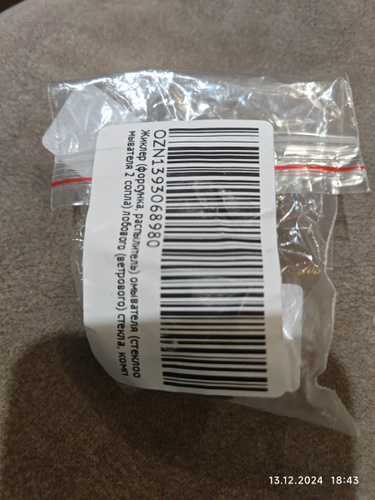 OZN1393068980
Жиклер (форсунка, распылитель) омывателя (стеклоо
мывателя 2 сопла) лобового (ветрового) стекла, комп
13.12.2024 18:43